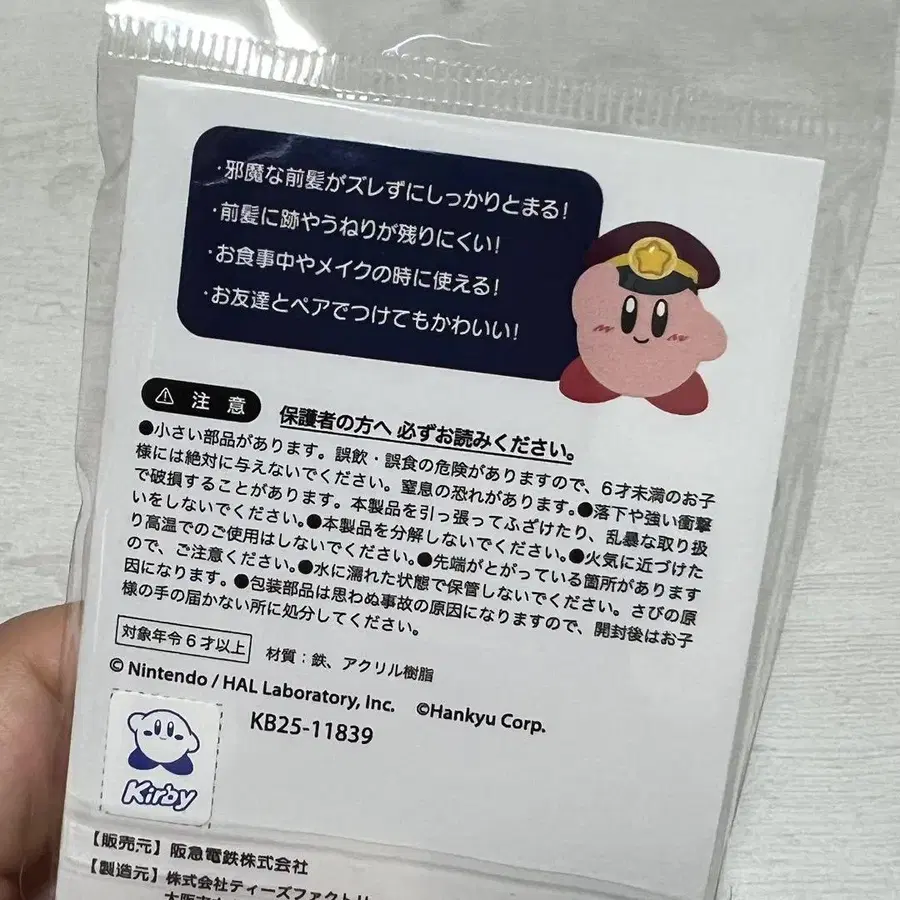 ・邪魔な前髪がズレずにしっかりとまる!
・前髪に跡やうねりが残りにくい!
・お食事中やメイクの時に使える!
・お友達とペアでつけてもかわいい!
⚠ 注 意 保護者の方へ 必ずお読みください。
●小さい部品があります。誤飲・誤食の危険がありますので、6才未満のお子
様には絶対に与えないでください。窒息の恐れがあります。●落下や強い衝撃
で破損することがあります。本製品を引っ張ってふざけたり、乱暴な取り扱
いをしないでください。●本製品を分解しないでください。●火気に近づけた
り高温でのご使用はしないでください。●先端がとがっている箇所があります
ので、ご注意ください。●水に濡れた状態で保管しないでください。さびの原
因になります。●包装部品は思わぬ事故の原因になりますので、開封後はお子
様の手の届かない所に処分してください。
対象年令6才以上 材質:鉄、アクリル樹脂
© Nintendo / HAL Laboratory, Inc. ©Hankyu Corp.
KB25-11839
Kirby
【販売元】阪急電鉄株式会社
【製造元】株式会社ティーズファクトリ